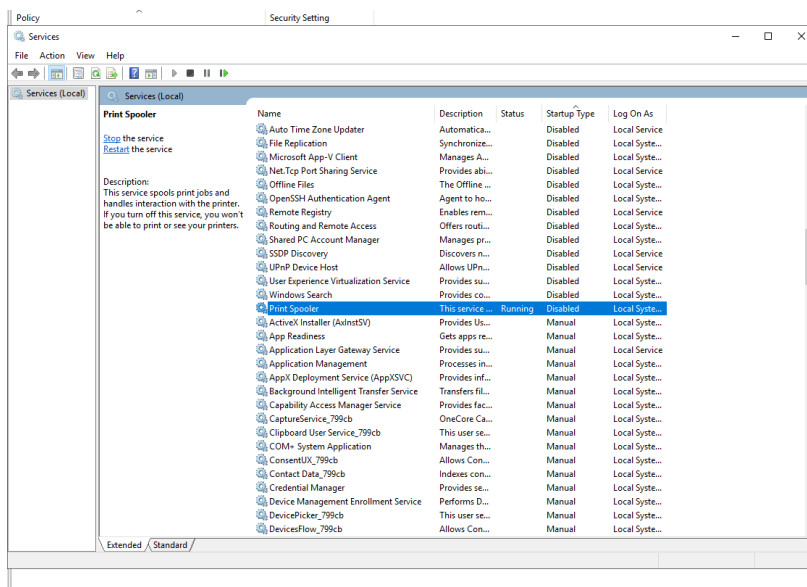 Policy Security Setting
Services
File Action View Help
Services (Local)
Services (Local)
Print Spooler
Stop the service
Restart the service
Description:
This service spools print jobs and
handles interaction with the printer.
If you turn off this service, you won't
be able to print or see your printers.
Name Description Status Startup Type Log On As
Auto Time Zone Updater Automatica... Disabled Local Service
File Replication Synchronize... Disabled Local Syste...
Microsoft App-V Client Manages A... Disabled Local Syste...
Net.Tcp Port Sharing Service Provides abi... Disabled Local Service
Offline Files The Offline ... Disabled Local Syste...
OpenSSH Authentication Agent Agent to ho... Disabled Local Syste...
Remote Registry Enables rem... Disabled Local Service
Routing and Remote Access Offers routi... Disabled Local Syste...
Shared PC Account Manager Manages pr... Disabled Local Syste...
SSDP Discovery Discovers n... Disabled Local Service
UPnP Device Host Allows UPn... Disabled Local Service
User Experience Virtualization Service Provides su... Disabled Local Syste...
Windows Search Provides co... Disabled Local Syste...
Print Spooler This service ... Running Disabled Local Syste...
ActiveX Installer (AxInstSV) Provides Us... Manual Local Syste...
App Readiness Gets apps re... Manual Local Syste...
Application Layer Gateway Service Provides su... Manual Local Service
Application Management Processes in... Manual Local Syste...
AppX Deployment Service (AppXSVC) Provides inf... Manual Local Syste...
Background Intelligent Transfer Service Transfers fil... Manual Local Syste...
Capability Access Manager Service Provides fac... Manual Local Syste...
CaptureService_799cb OneCore Ca... Manual Local Syste...
Clipboard User Service_799cb This user se... Manual Local Syste...
COM+ System Application Manages th... Manual Local Syste...
ConsentUX_799cb Allows Con... Manual Local Syste...
Contact Data_799cb Indexes con... Manual Local Syste...
Credential Manager Provides se... Manual Local Syste...
Device Management Enrollment Service Performs D... Manual Local Syste...
DevicePicker_799cb This user se... Manual Local Syste...
DevicesFlow_799cb Allows Con... Manual Local Syste...
Extended Standard